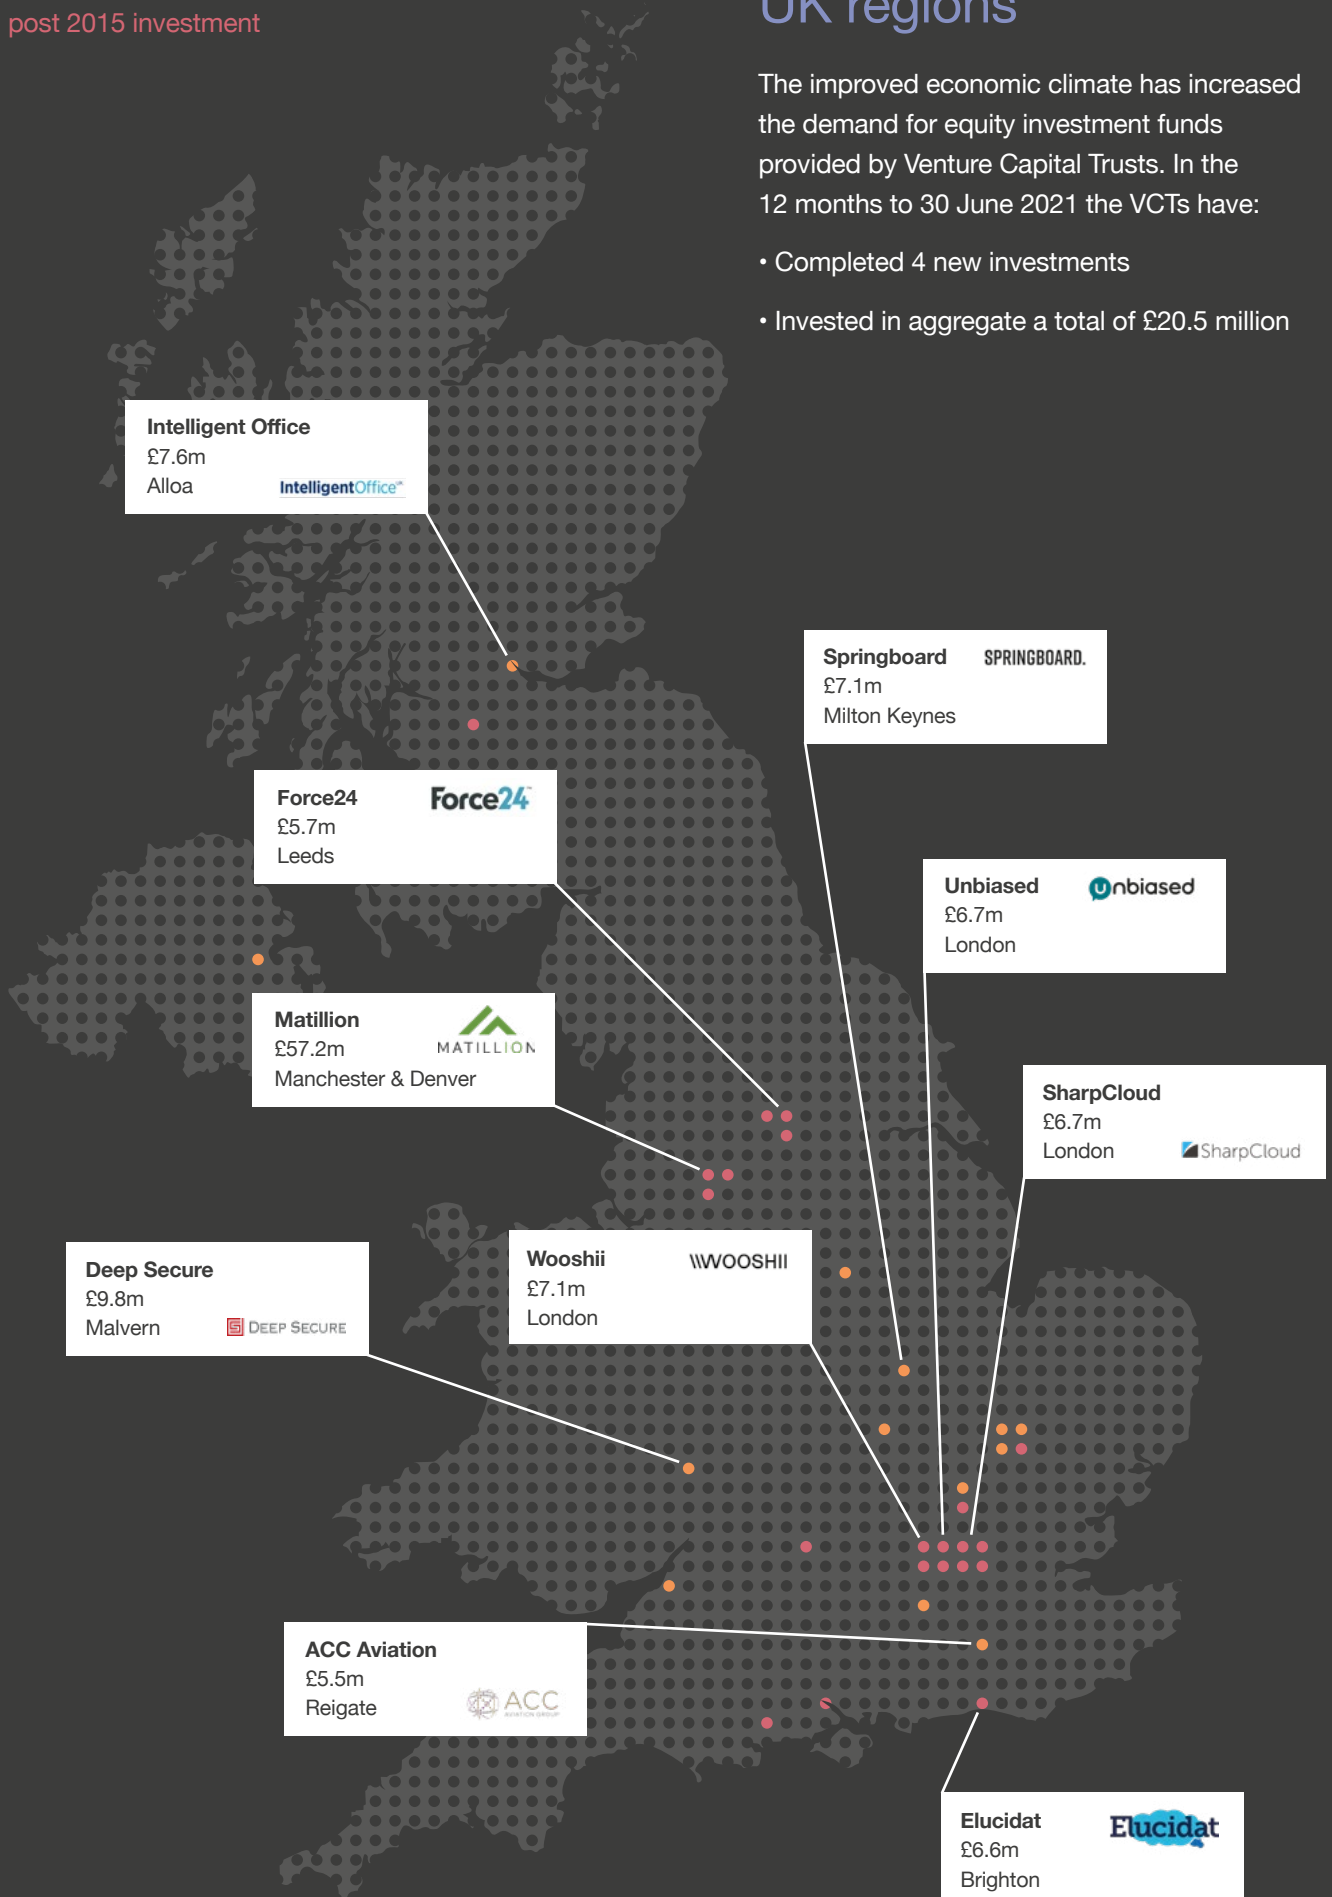 post 2015 investment
UK regions
The improved economic climate has increased
the demand for equity investment funds
provided by Venture Capital Trusts. In the
12 months to 30 June 2021 the VCTs have:
• Completed 4 new investments
• Invested in aggregate a total of £20.5 million
Intelligent Office
£7.6m
Alloa
IntelligentOffice UK
Springboard
SPRINGBOARD.
£7.1m
Milton Keynes
Force24
Force24
£5.7m
Leeds
Unbiased
unbiased
£6.7m
London
Matillion
£57.2m
MATILLION
Manchester & Denver
SharpCloud
£6.7m
London
SharpCloud
Wooshii
\\WOOSHII
£7.1m
London
Deep Secure
£9.8m
Malvern
DEEP SECURE
ACC Aviation
£5.5m
Reigate
ACC
AVIATION GROUP
Elucidat
Elucidat
£6.6m
Brighton